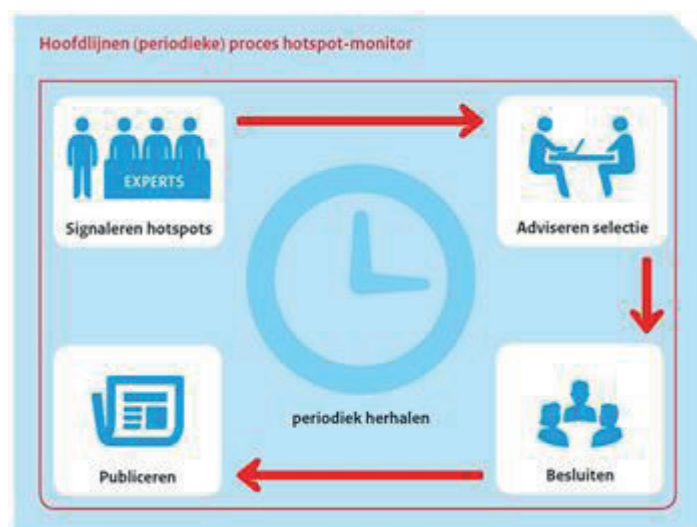 Hoofdlijnen (periodieke) proces hotspot-monitor
EXPERTS
Signaleren hotspots
Adviseren selectie
periodiek herhalen
Publiceren
Besluiten